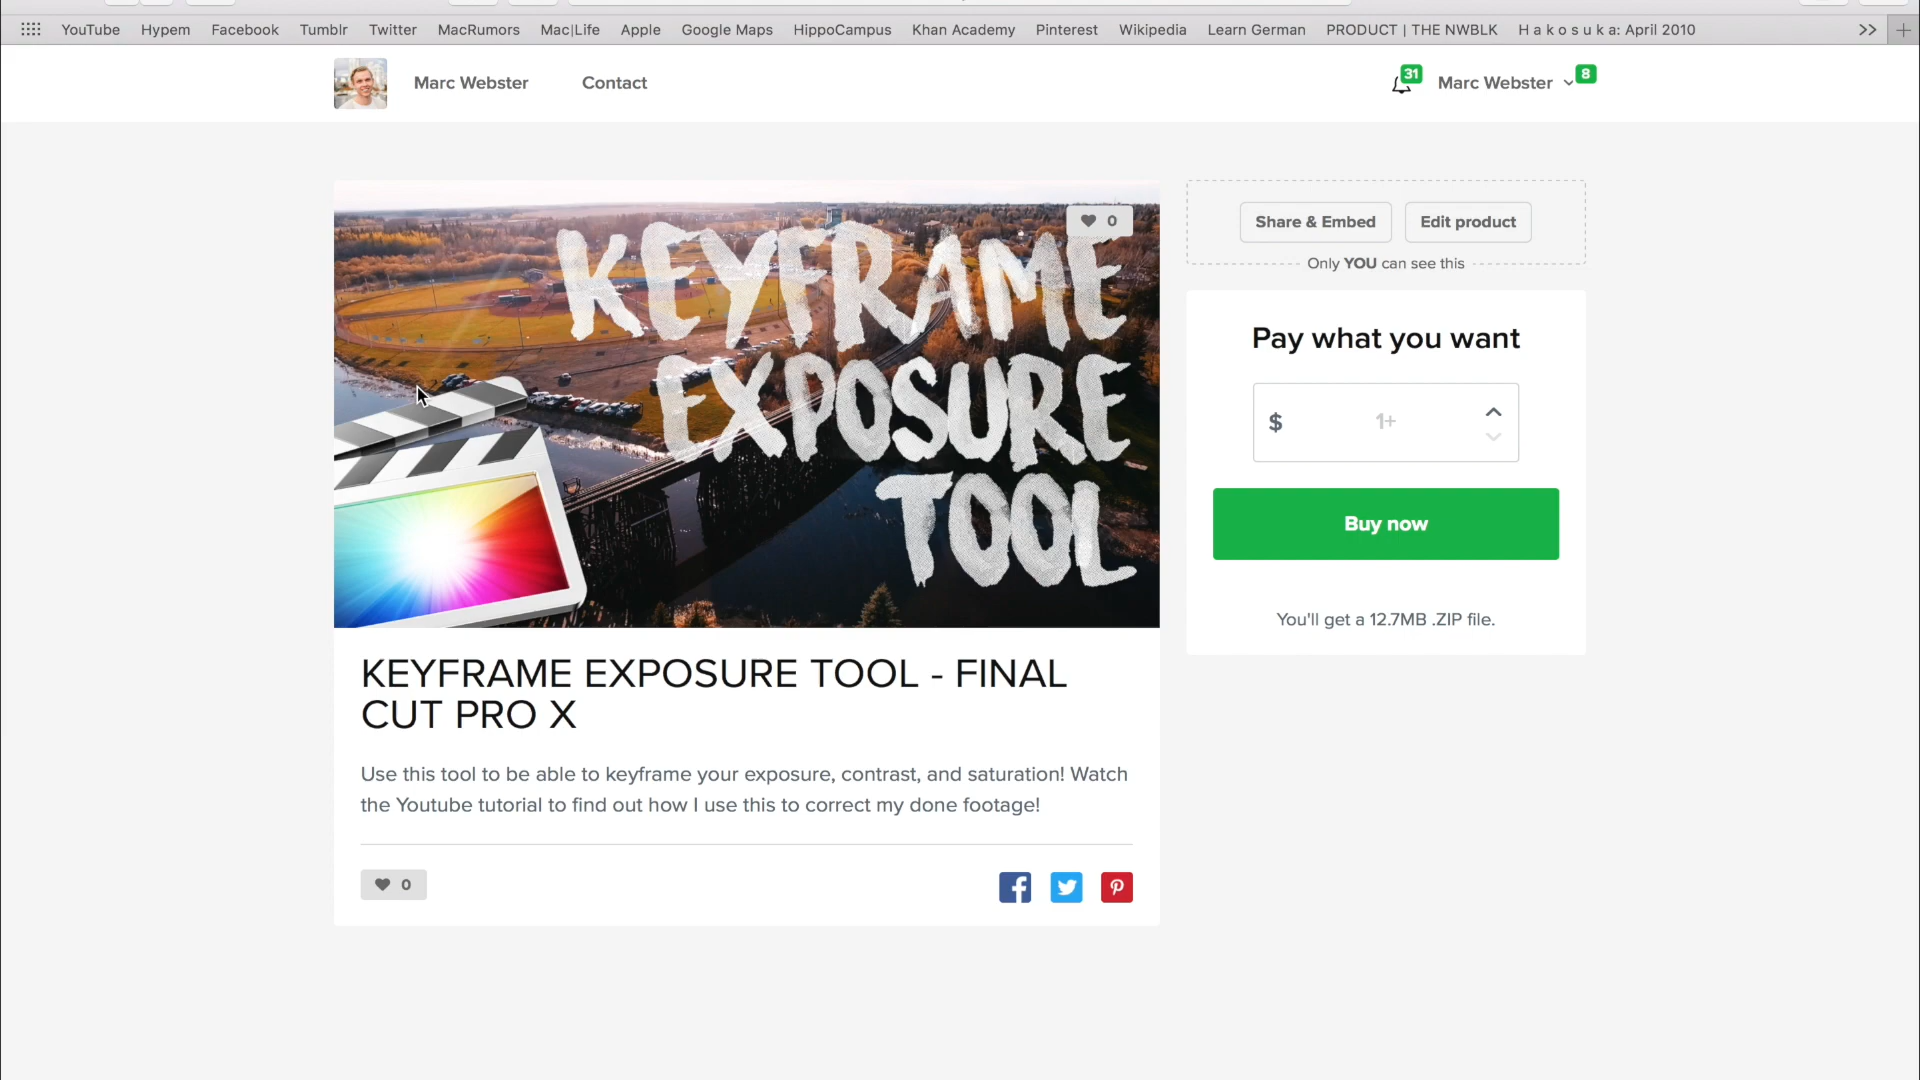 YouTube Hypem Facebook Tumblr Twitter MacRumors Mac|Life Apple Google Maps HippoCampus Khan Academy Pinterest Wikipedia Learn German PRODUCT | THE NWBLK H a k o s u k a: April 2010
Marc Webster Contact 31 Marc Webster 8
0
KEYFRAME
EXPOSURE
TOOL
Share & Embed Edit product
Only YOU can see this
Pay what you want
$ 1+
Buy now
You'll get a 12.7MB .ZIP file.
KEYFRAME EXPOSURE TOOL - FINAL
CUT PRO X
Use this tool to be able to keyframe your exposure, contrast, and saturation! Watch
the Youtube tutorial to find out how I use this to correct my done footage!
0